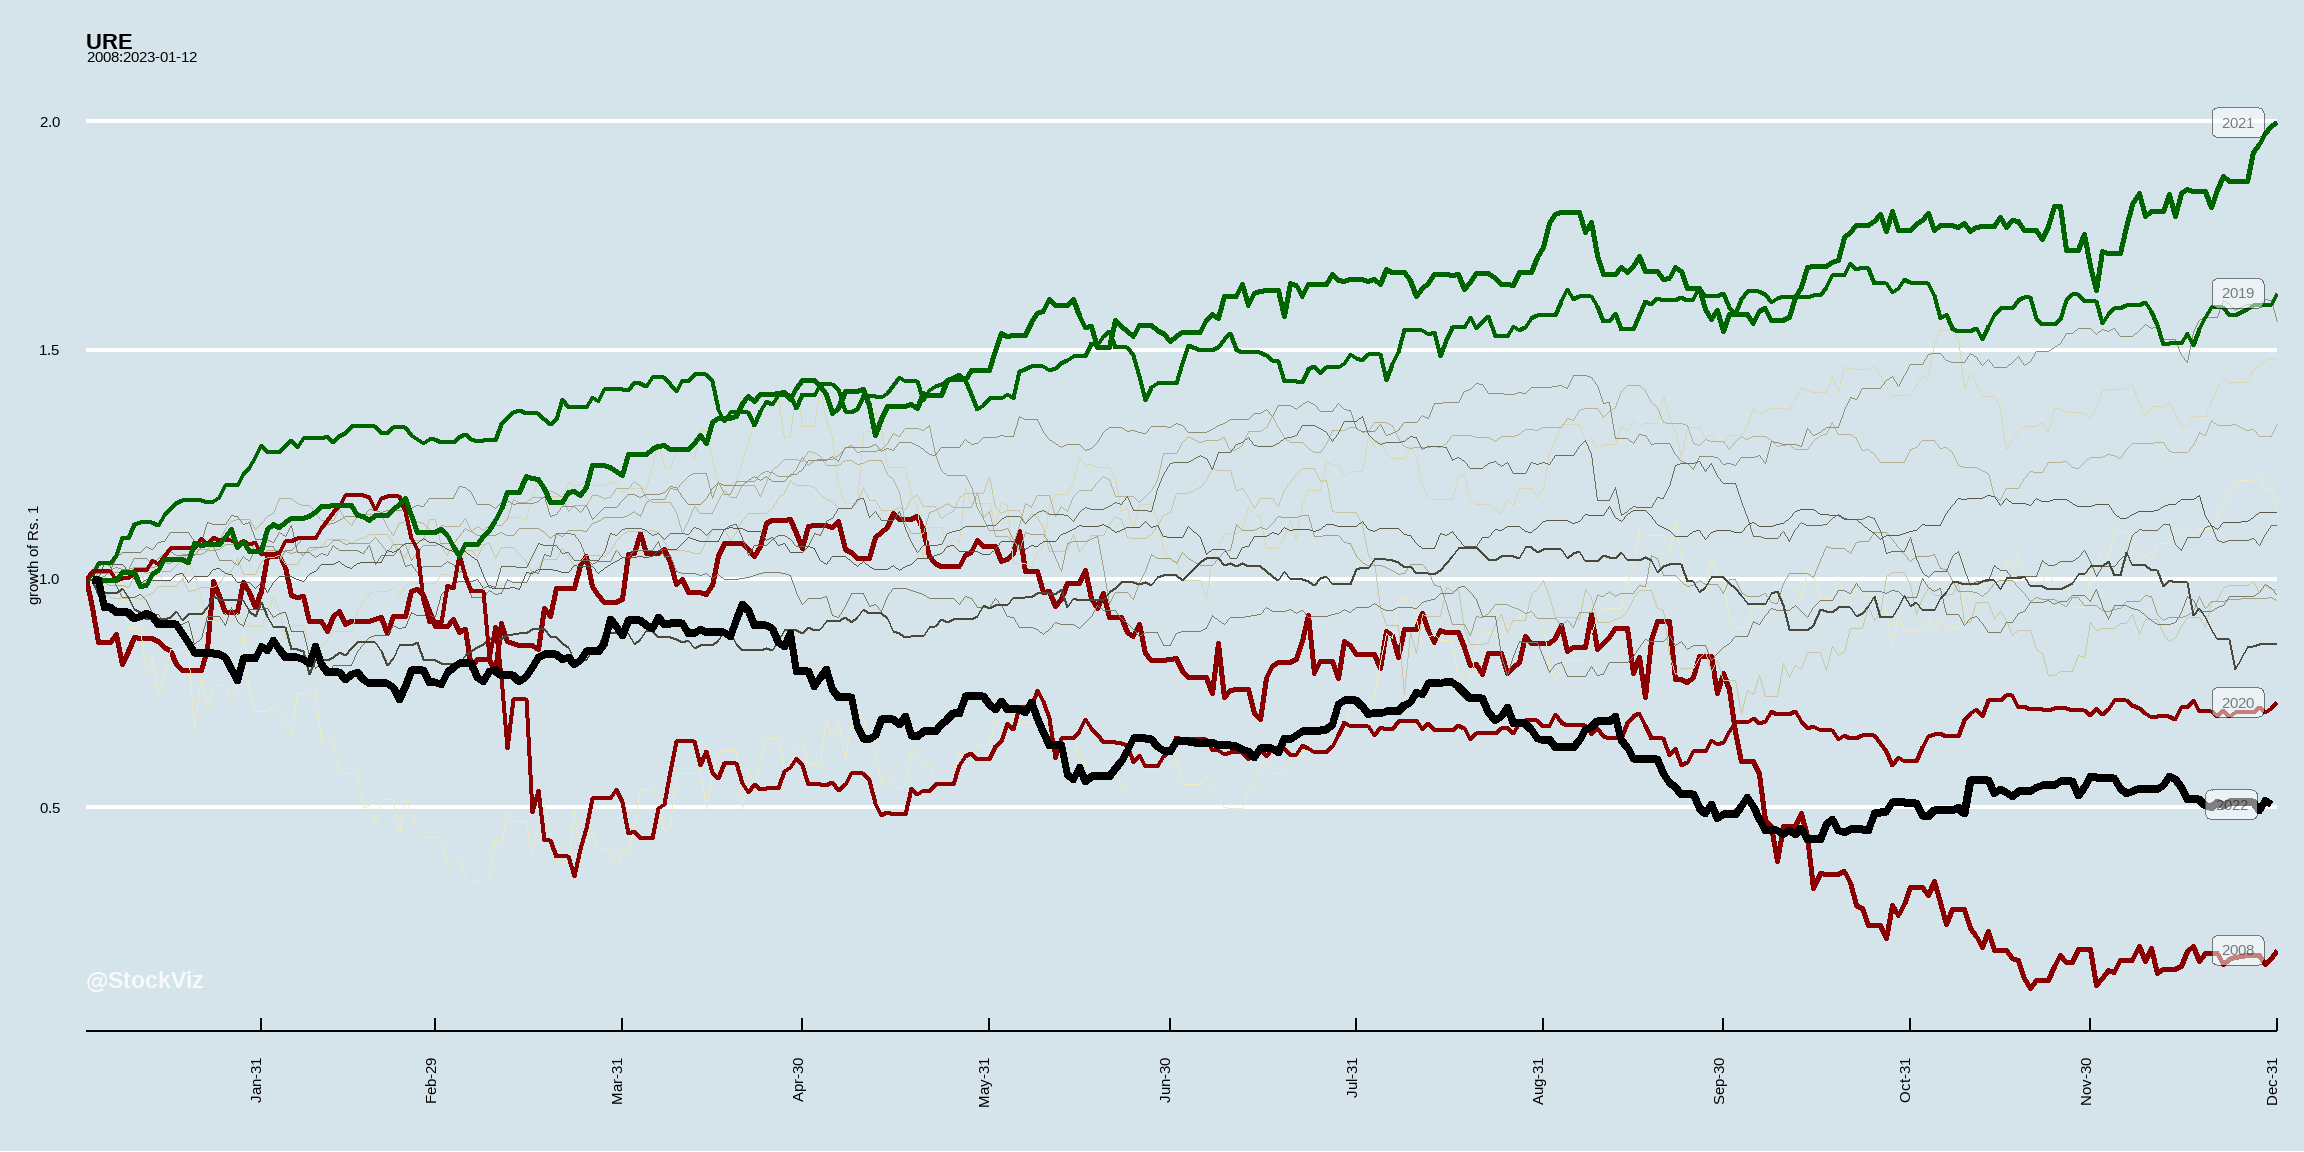 URE
2008:2023-01-12
2.0
1.5
1.0
0.5
growth of Rs. 1
2021
2019
2020
2022
2008
@StockViz
Jan-31
Feb-29
Mar-31
Apr-30
May-31
Jun-30
Jul-31
Aug-31
Sep-30
Oct-31
Nov-30
Dec-31